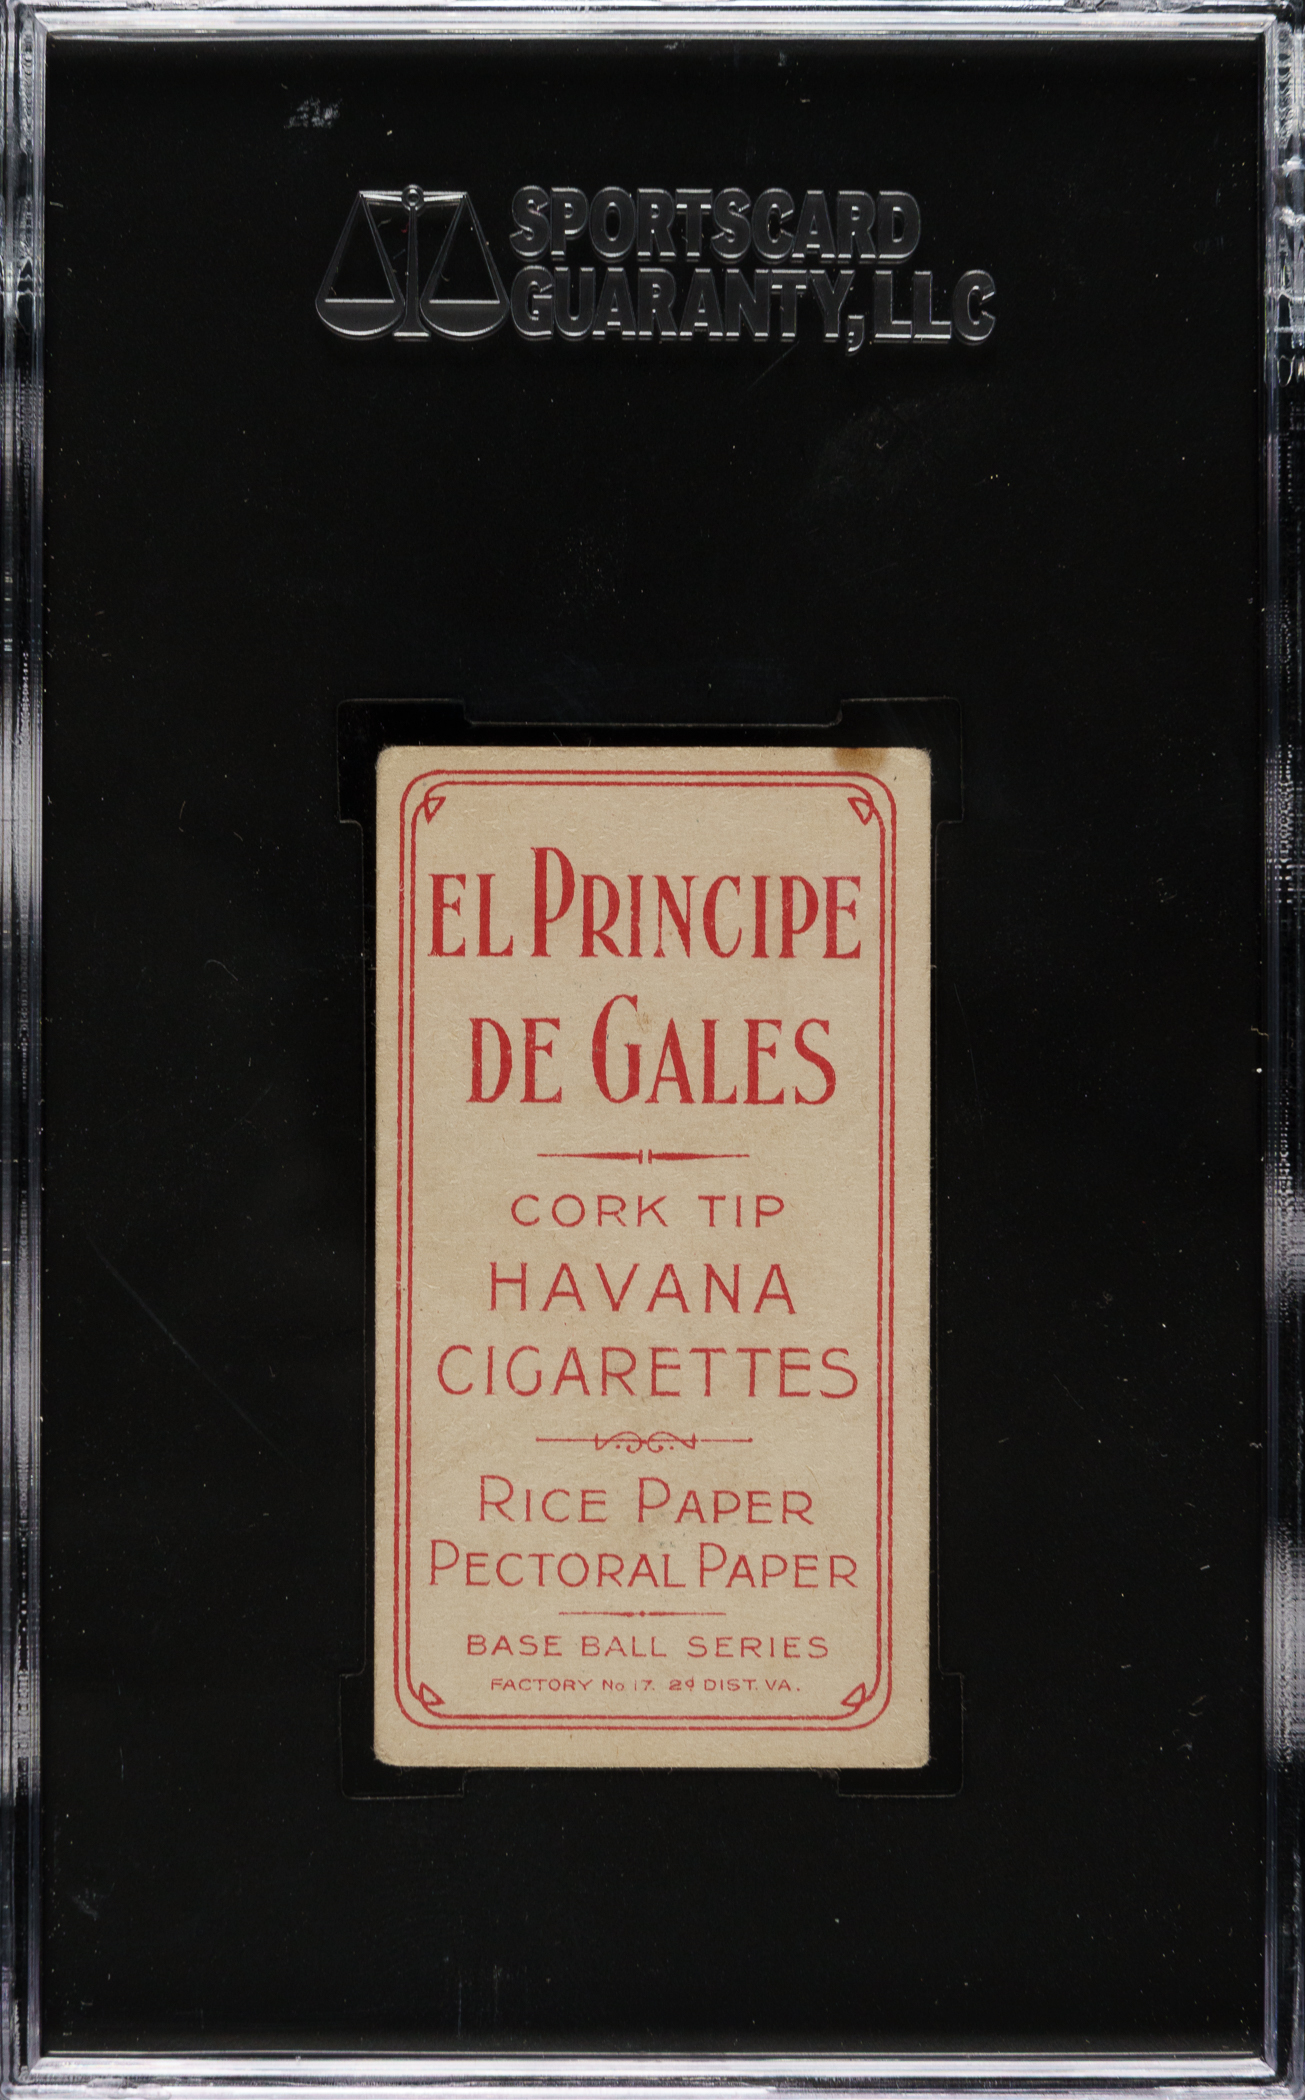 SPORTSCARD
GUARANTY, LLC
EL PRINCIPE
DE GALES
CORK TIP
HAVANA
CIGARETTES
RICE PAPER
PECTORAL PAPER
BASE BALL SERIES
FACTORY No 17. 2d DIST. VA.